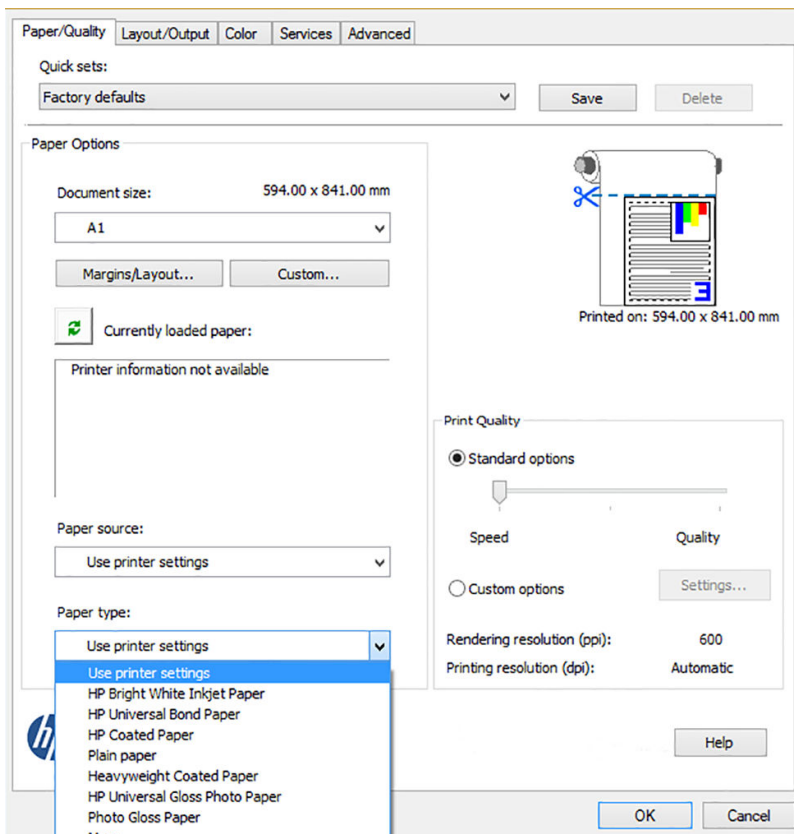 Paper/Quality Layout/Output Color Services Advanced
Quick sets:
Factory defaults Save Delete
Paper Options
Document size: 594.00 x 841.00 mm
A1
Margins/Layout... Custom...
Printed on: 594.00 x 841.00 mm
Currently loaded paper:
Printer information not available
Print Quality
Standard options
Speed Quality
Custom options Settings...
Rendering resolution (ppi): 600
Printing resolution (dpi): Automatic
Paper source:
Use printer settings
Paper type:
Use printer settings
Use printer settings
HP Bright White Inkjet Paper
HP Universal Bond Paper
HP Coated Paper
Plain paper
Heavyweight Coated Paper
HP Universal Gloss Photo Paper
Photo Gloss Paper
hp
Help
OK Cancel